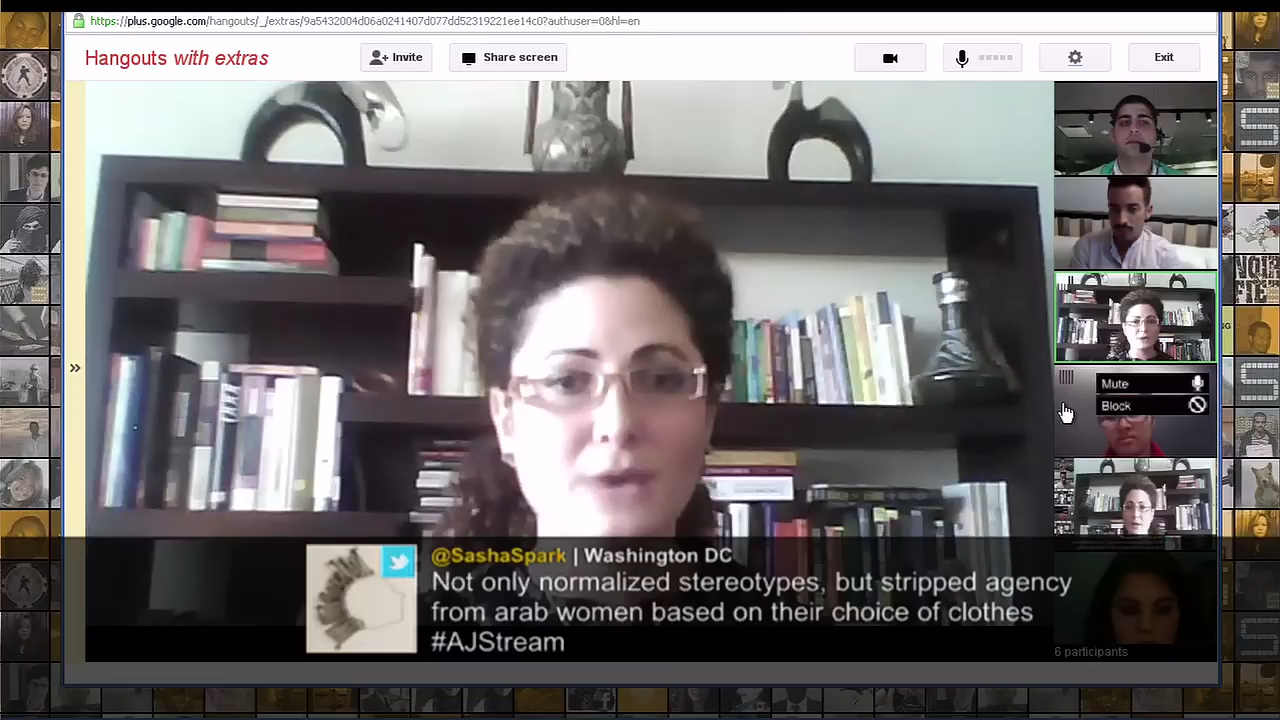 https://plus.google.com/hangouts/_/extras/9a5432004d06a0241407d077dd52319221ee14c0?authuser=0&hl=en
Hangouts with extras
Invite
Share screen
Exit
»
Mute
Block
@SashaSpark | Washington DC
Not only normalized stereotypes, but stripped agency
from arab women based on their choice of clothes
#AJStream
6 participants